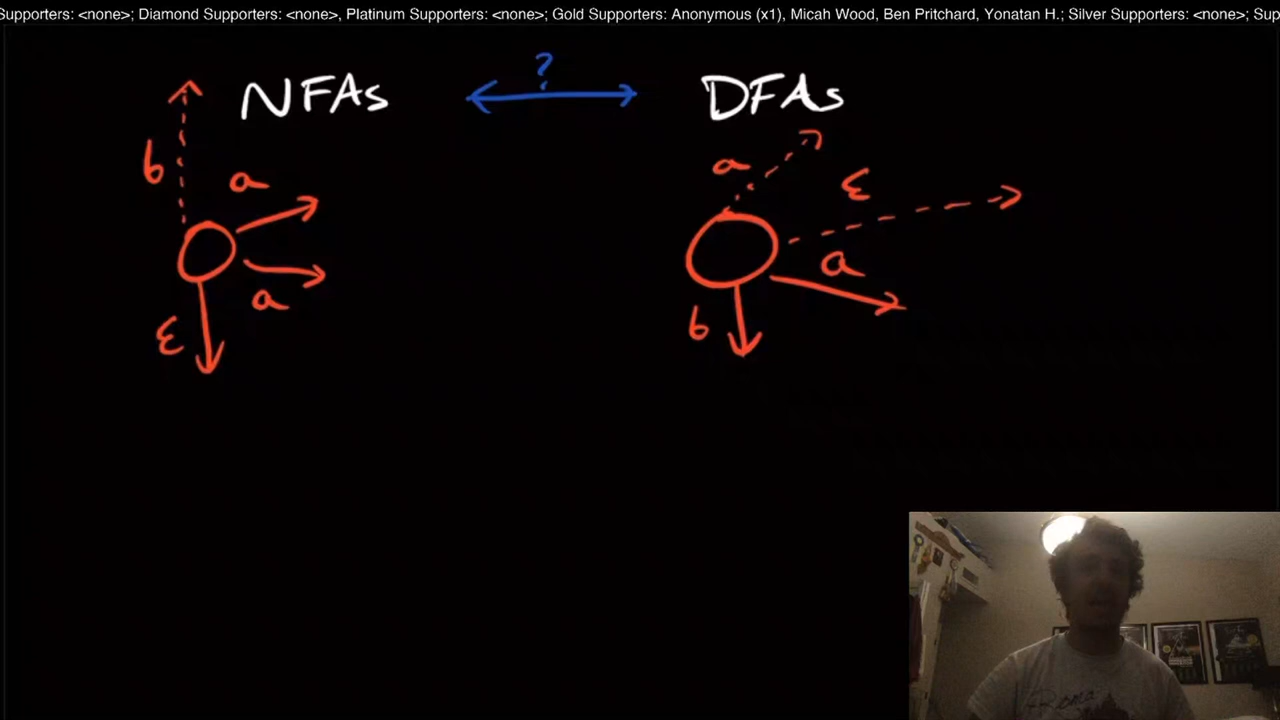 Supporters: <none>; Diamond Supporters: <none>, Platinum Supporters: <none>; Gold Supporters: Anonymous (x1), Micah Wood, Ben Pritchard, Yonatan H.; Silver Supporters: <none>; Sup
NFAs ? DFAs
b a
a
ε
a ε
a
b